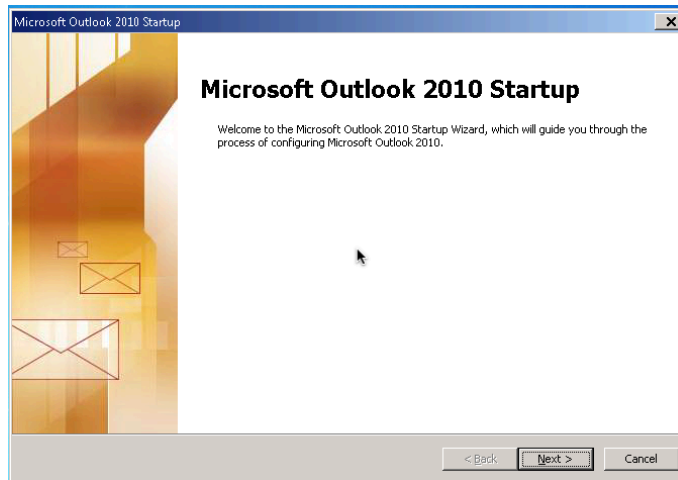 Microsoft Outlook 2010 Startup
Microsoft Outlook 2010 Startup
Welcome to the Microsoft Outlook 2010 Startup Wizard, which will guide you through the
process of configuring Microsoft Outlook 2010.
< Back Next > Cancel